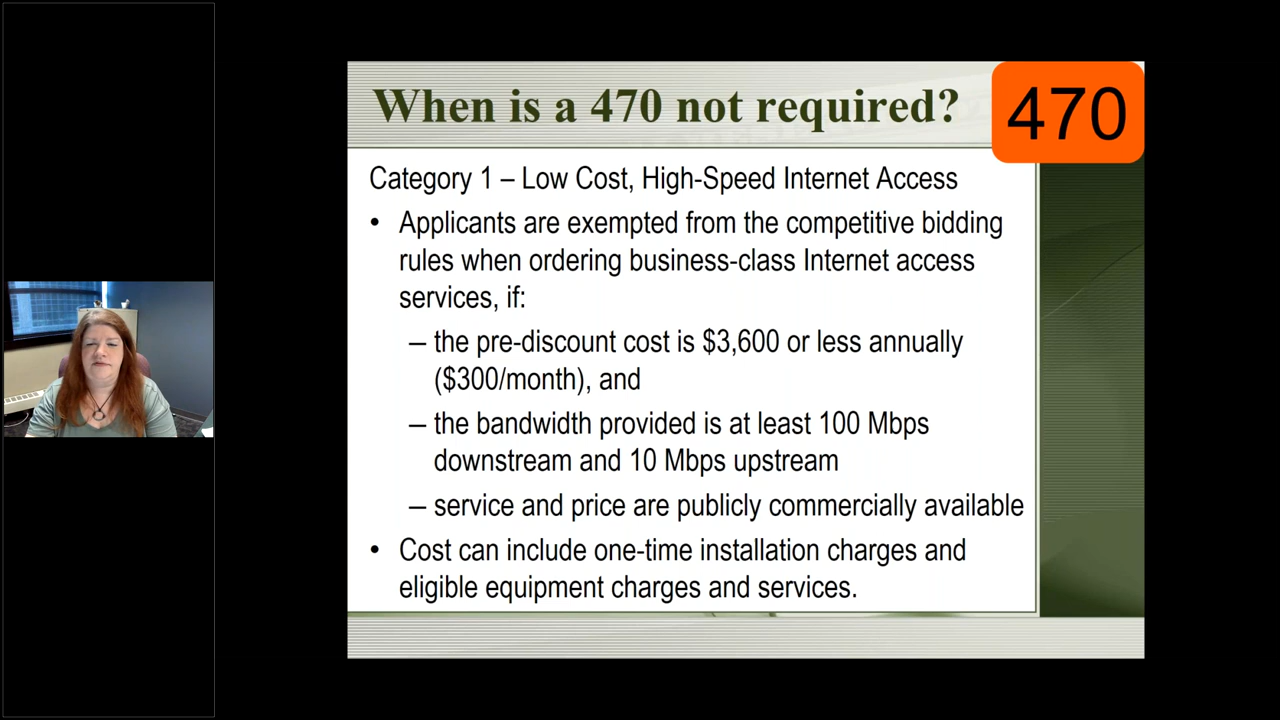 When is a 470 not required?
470
Category 1 – Low Cost, High-Speed Internet Access
• Applicants are exempted from the competitive bidding
rules when ordering business-class Internet access
services, if:
– the pre-discount cost is $3,600 or less annually
($300/month), and
– the bandwidth provided is at least 100 Mbps
downstream and 10 Mbps upstream
– service and price are publicly commercially available
• Cost can include one-time installation charges and
eligible equipment charges and services.